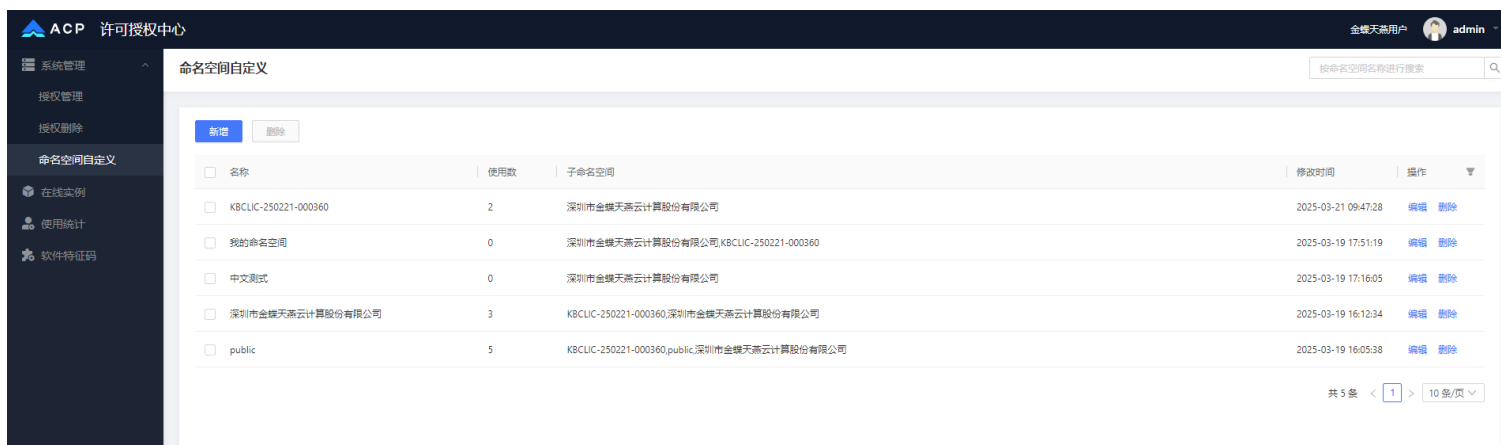 ACP 许可授权中心 金蝶天燕用户 admin
系统管理
授权管理
授权删除
命名空间自定义
在线实例
使用统计
软件特征码
命名空间自定义 按命名空间名称进行搜索
新增 删除
名称 使用数 子命名空间 修改时间 操作
KBCLIC-250221-000360 2 深圳市金蝶天燕云计算股份有限公司 2025-03-21 09:47:28 编辑 删除
我的命名空间 0 深圳市金蝶天燕云计算股份有限公司,KBCLIC-250221-000360 2025-03-19 17:51:19 编辑 删除
中文测式 0 深圳市金蝶天燕云计算股份有限公司 2025-03-19 17:16:05 编辑 删除
深圳市金蝶天燕云计算股份有限公司 3 KBCLIC-250221-000360,深圳市金蝶天燕云计算股份有限公司 2025-03-19 16:12:34 编辑 删除
public 5 KBCLIC-250221-000360,public,深圳市金蝶天燕云计算股份有限公司 2025-03-19 16:05:38 编辑 删除
共 5 条 < 1 > 10 条/页